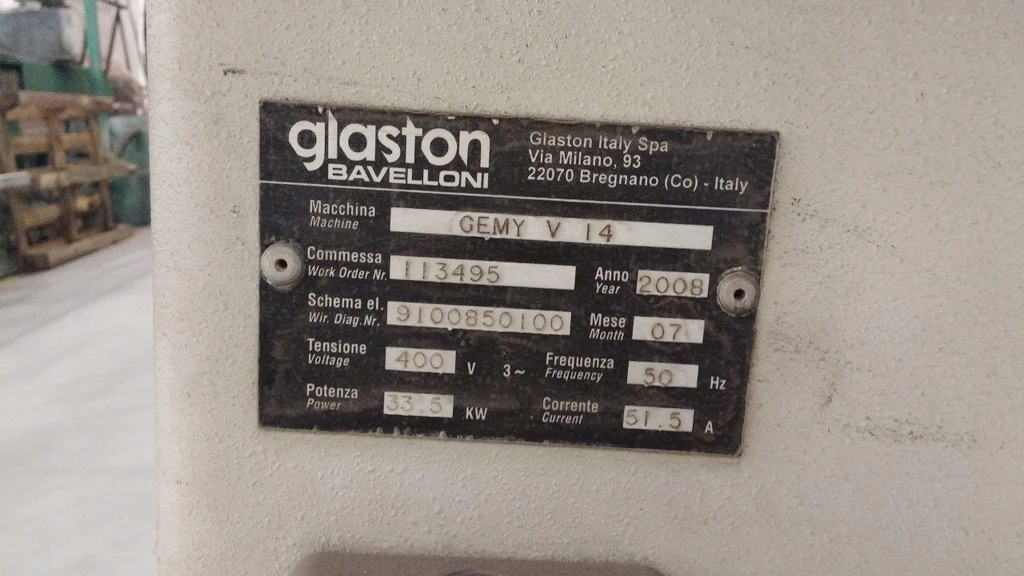 glaston
BAVELLONI
Glaston Italy Spa
Via Milano, 93
22070 Bregnano (Co) - Italy
Macchina
Machine
GEMY V 14
Commessa
Work Order Nr.
113495
Anno
Year
2008
Schema el.
Wir. Diag. Nr.
9100850100
Mese
Month
07
Tensione
Voltage
400 V 3~
Frequenza
Frequency
50 Hz
Potenza
Power
33.5 KW
Corrente
Current
51.5 A